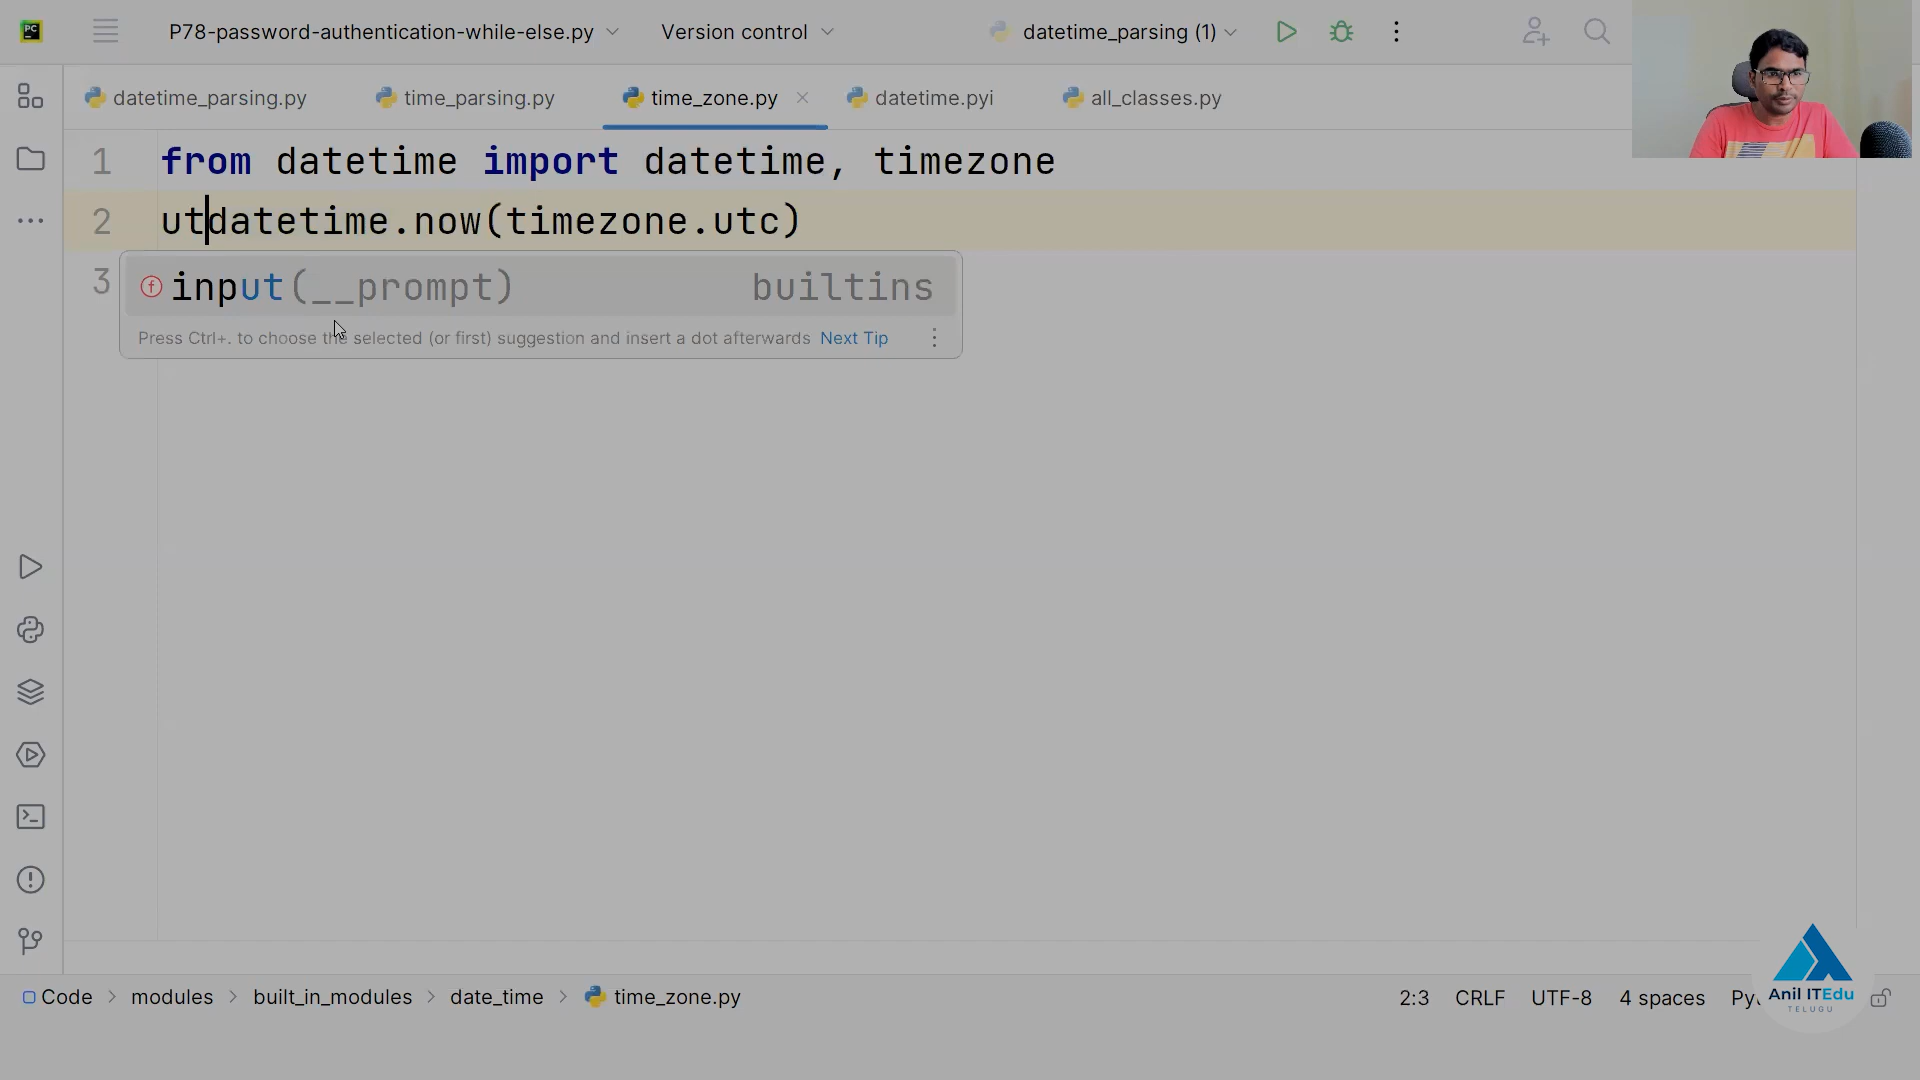 PC
P78-password-authentication-while-else.py
Version control
datetime_parsing (1)
datetime_parsing.py
time_parsing.py
time_zone.py
datetime.pyi
all_classes.py
1 from datetime import datetime, timezone
2 utdatetime.now(timezone.utc)
3
input(__prompt) builtins
Press Ctrl+. to choose the selected (or first) suggestion and insert a dot afterwards Next Tip
Code > modules > built_in_modules > date_time > time_zone.py
2:3 CRLF UTF-8 4 spaces
Anil ITEdu
TELUGU